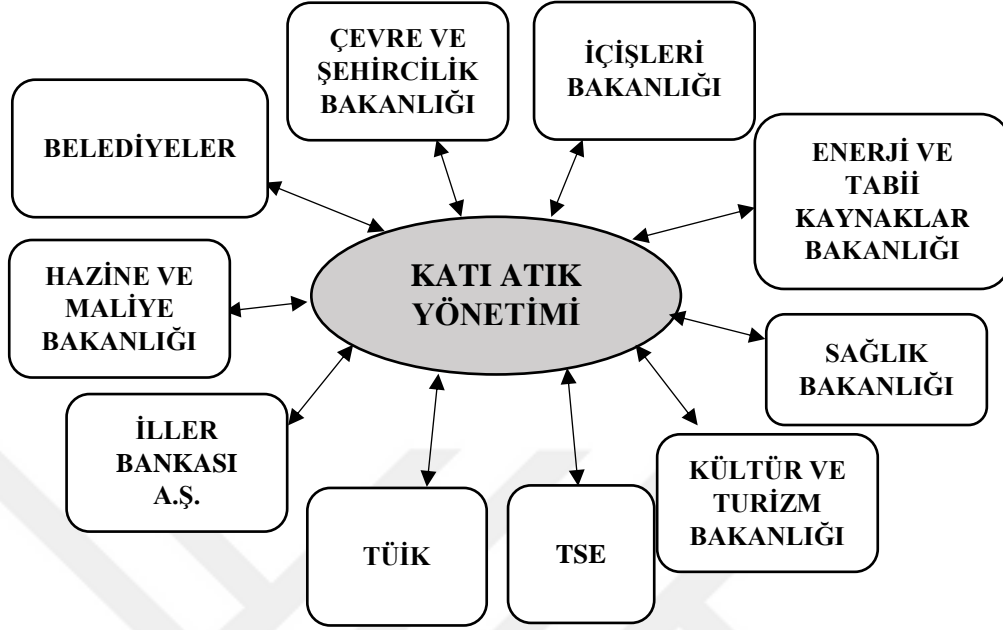 ÇEVRE VE
ŞEHİRCİLİK
BAKANLIĞI
İÇİŞLERİ
BAKANLIĞI
BELEDİYELER
ENERJİ VE
TABİİ
KAYNAKLAR
BAKANLIĞI
HAZİNE VE
MALİYE
BAKANLIĞI
KATI ATIK
YÖNETİMİ
SAĞLIK
BAKANLIĞI
İLLER
BANKASI
A.Ş.
KÜLTÜR VE
TURİZM
BAKANLIĞI
TÜİK
TSE